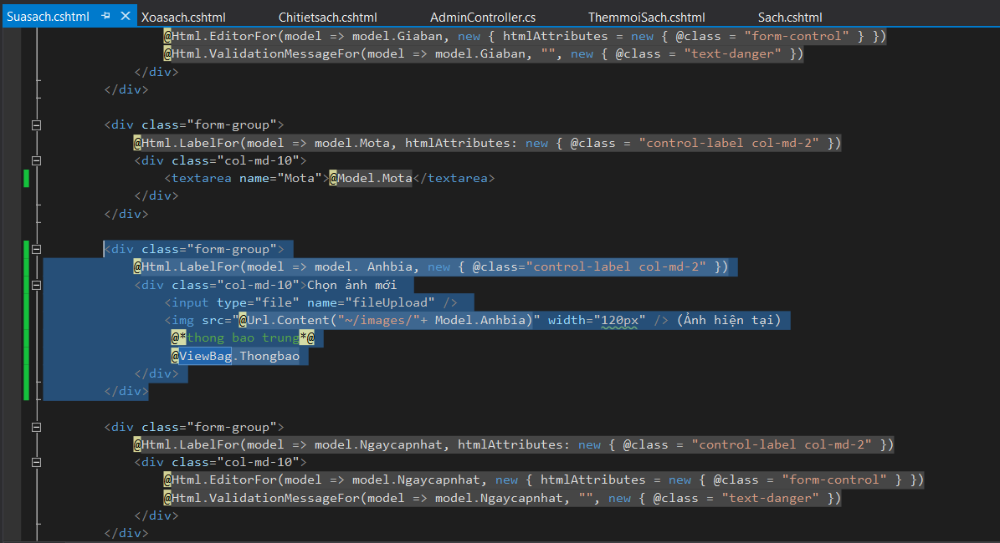 Suasach.cshtml Xoasach.cshtml Chitietsach.cshtml AdminController.cs ThemmoiSach.cshtml Sach.cshtml
@Html.EditorFor(model => model.Giaban, new { htmlAttributes = new { @class = "form-control" } })
@Html.ValidationMessageFor(model => model.Giaban, "", new { @class = "text-danger" })
</div>
</div>
<div class="form-group">
@Html.LabelFor(model => model.Mota, htmlAttributes: new { @class = "control-label col-md-2" })
<div class="col-md-10">
<textarea name="Mota">@Model.Mota</textarea>
</div>
</div>
<div class="form-group">
@Html.LabelFor(model => model. Anhbia, new { @class="control-label col-md-2" })
<div class="col-md-10">Chọn ảnh mới
<input type="file" name="fileUpload" />
<img src="@Url.Content("~/images/"+ Model.Anhbia)" width="120px" /> (Ảnh hiện tại)
@*thong bao trung*@
@ViewBag.Thongbao
</div>
</div>
<div class="form-group">
@Html.LabelFor(model => model.Ngaycapnhat, htmlAttributes: new { @class = "control-label col-md-2" })
<div class="col-md-10">
@Html.EditorFor(model => model.Ngaycapnhat, new { htmlAttributes = new { @class = "form-control" } })
@Html.ValidationMessageFor(model => model.Ngaycapnhat, "", new { @class = "text-danger" })
</div>
</div>